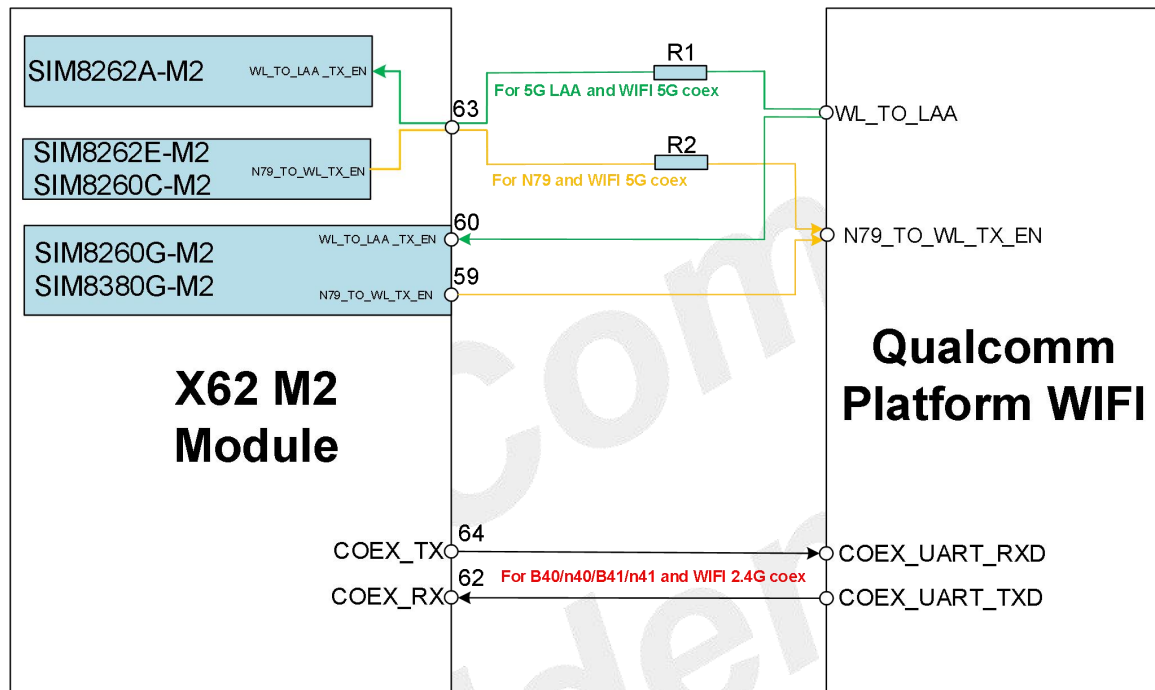 SIM8262A-M2
WL_TO_LAA _TX_EN
R1
For 5G LAA and WIFI 5G coex
63
WL_TO_LAA
SIM8262E-M2
SIM8260C-M2
N79_TO_WL_TX_EN
R2
For N79 and WIFI 5G coex
60
WL_TO_LAA _TX_EN
N79_TO_WL_TX_EN
SIM8260G-M2
SIM8380G-M2
59
N79_TO_WL_TX_EN
X62 M2
Module
Qualcomm
Platform WIFI
COEX_TX
64
COEX_UART_RXD
For B40/n40/B41/n41 and WIFI 2.4G coex
COEX_RX
62
COEX_UART_TXD
Com